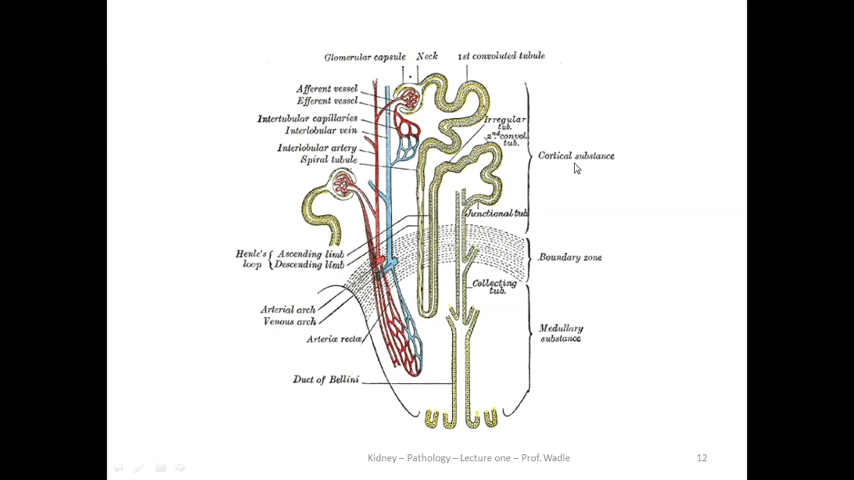 Glomerular capsule Neck 1st convoluted tubule
Afferent vessel
Efferent vessel
Intertubular capillaries
Interlobular vein
Interlobular artery
Spiral tubule
Irregular
tub.
2nd convol.
tub.
Cortical substance
Junctional tub.
Henle's loop { Ascending limb
Descending limb
Boundary zone
Collecting
tub.
Arterial arch
Venous arch
Arteriæ rectæ
Medullary
substance
Duct of Bellini
Kidney – Pathology – Lecture one – Prof. Wadie
12